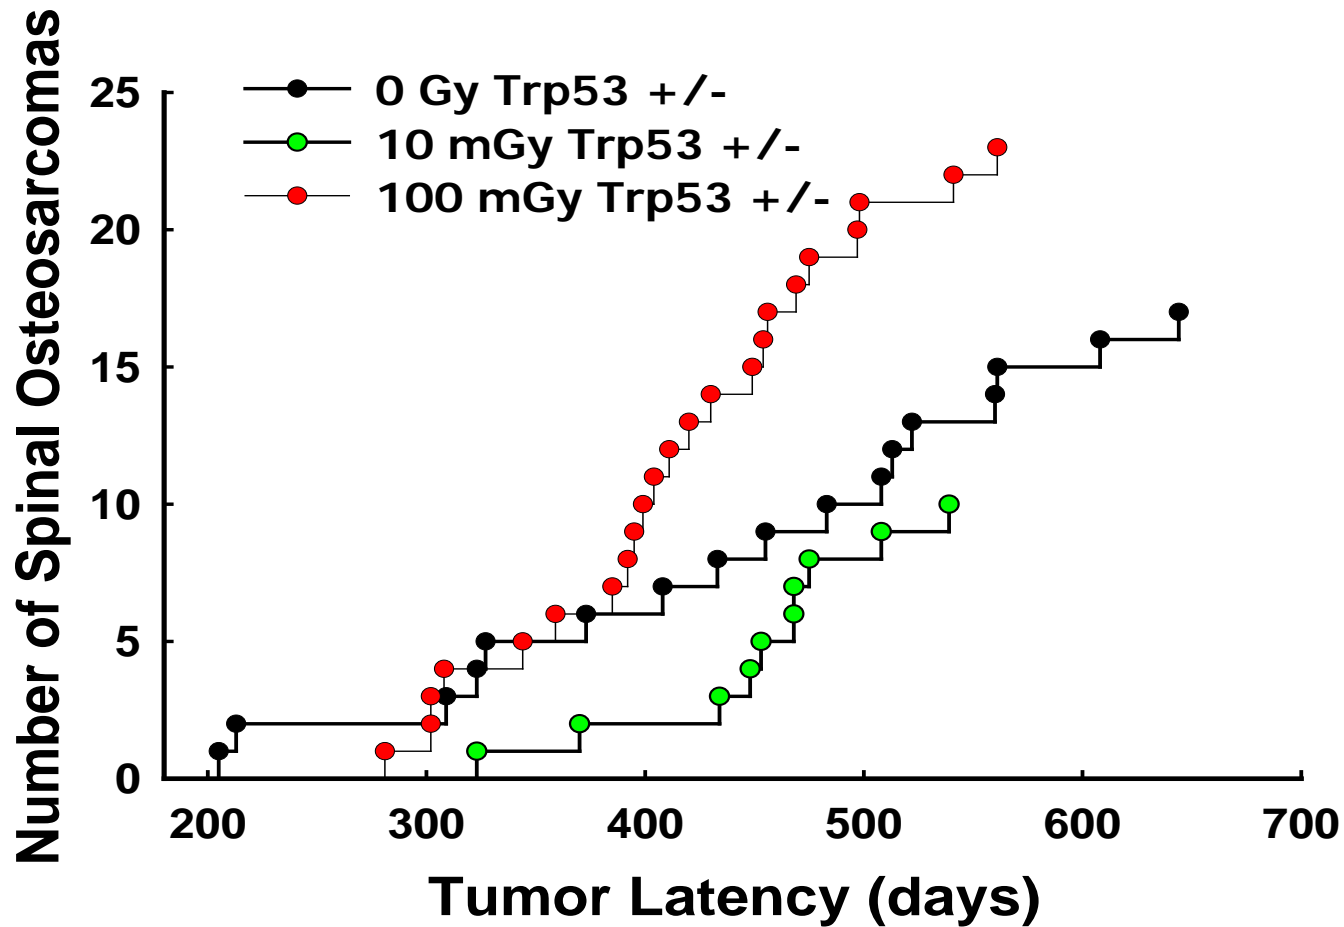 Number of Spinal Osteosarcomas
25
20
15
10
5
0
0 Gy Trp53 +/-
10 mGy Trp53 +/-
100 mGy Trp53 +/-
200 300 400 500 600 700
Tumor Latency (days)